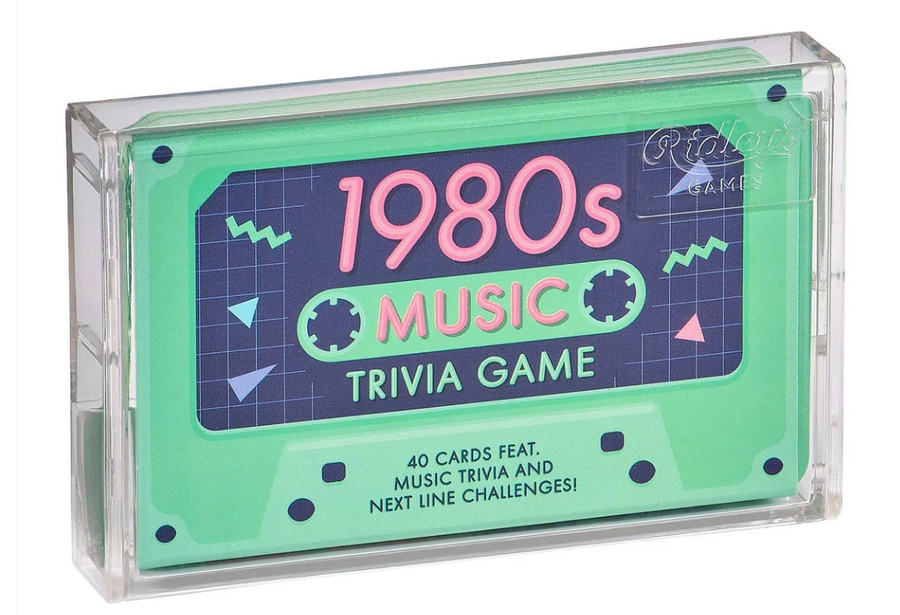 Ridley's
GAMES
1980s
MUSIC
TRIVIA GAME
40 CARDS FEAT.
MUSIC TRIVIA AND
NEXT LINE CHALLENGES!